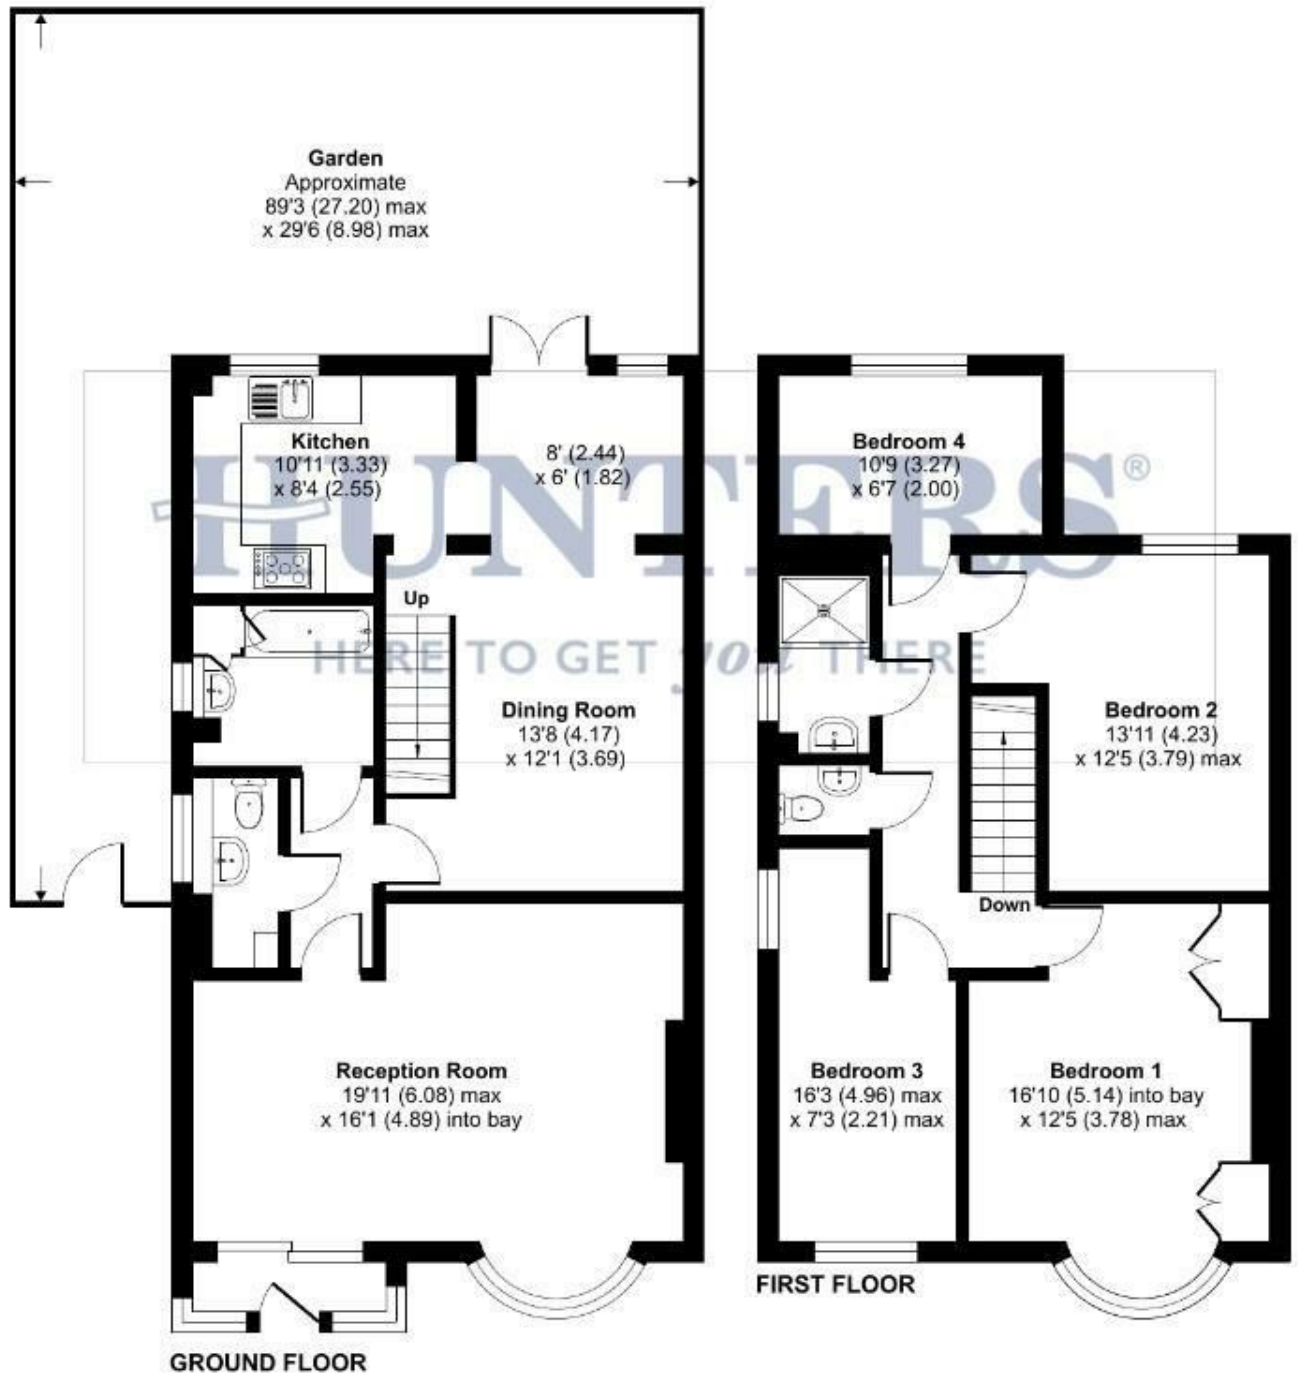 Garden
Approximate
89'3 (27.20) max
x 29'6 (8.98) max
Kitchen
10'11 (3.33)
x 8'4 (2.55)
8' (2.44)
x 6' (1.82)
Bedroom 4
10'9 (3.27)
x 6'7 (2.00)
HUNTERS®
HERE TO GET you THERE
Up
Dining Room
13'8 (4.17)
x 12'1 (3.69)
Bedroom 2
13'11 (4.23)
x 12'5 (3.79) max
Down
Reception Room
19'11 (6.08) max
x 16'1 (4.89) into bay
Bedroom 3
16'3 (4.96) max
x 7'3 (2.21) max
Bedroom 1
16'10 (5.14) into bay
x 12'5 (3.78) max
FIRST FLOOR
GROUND FLOOR